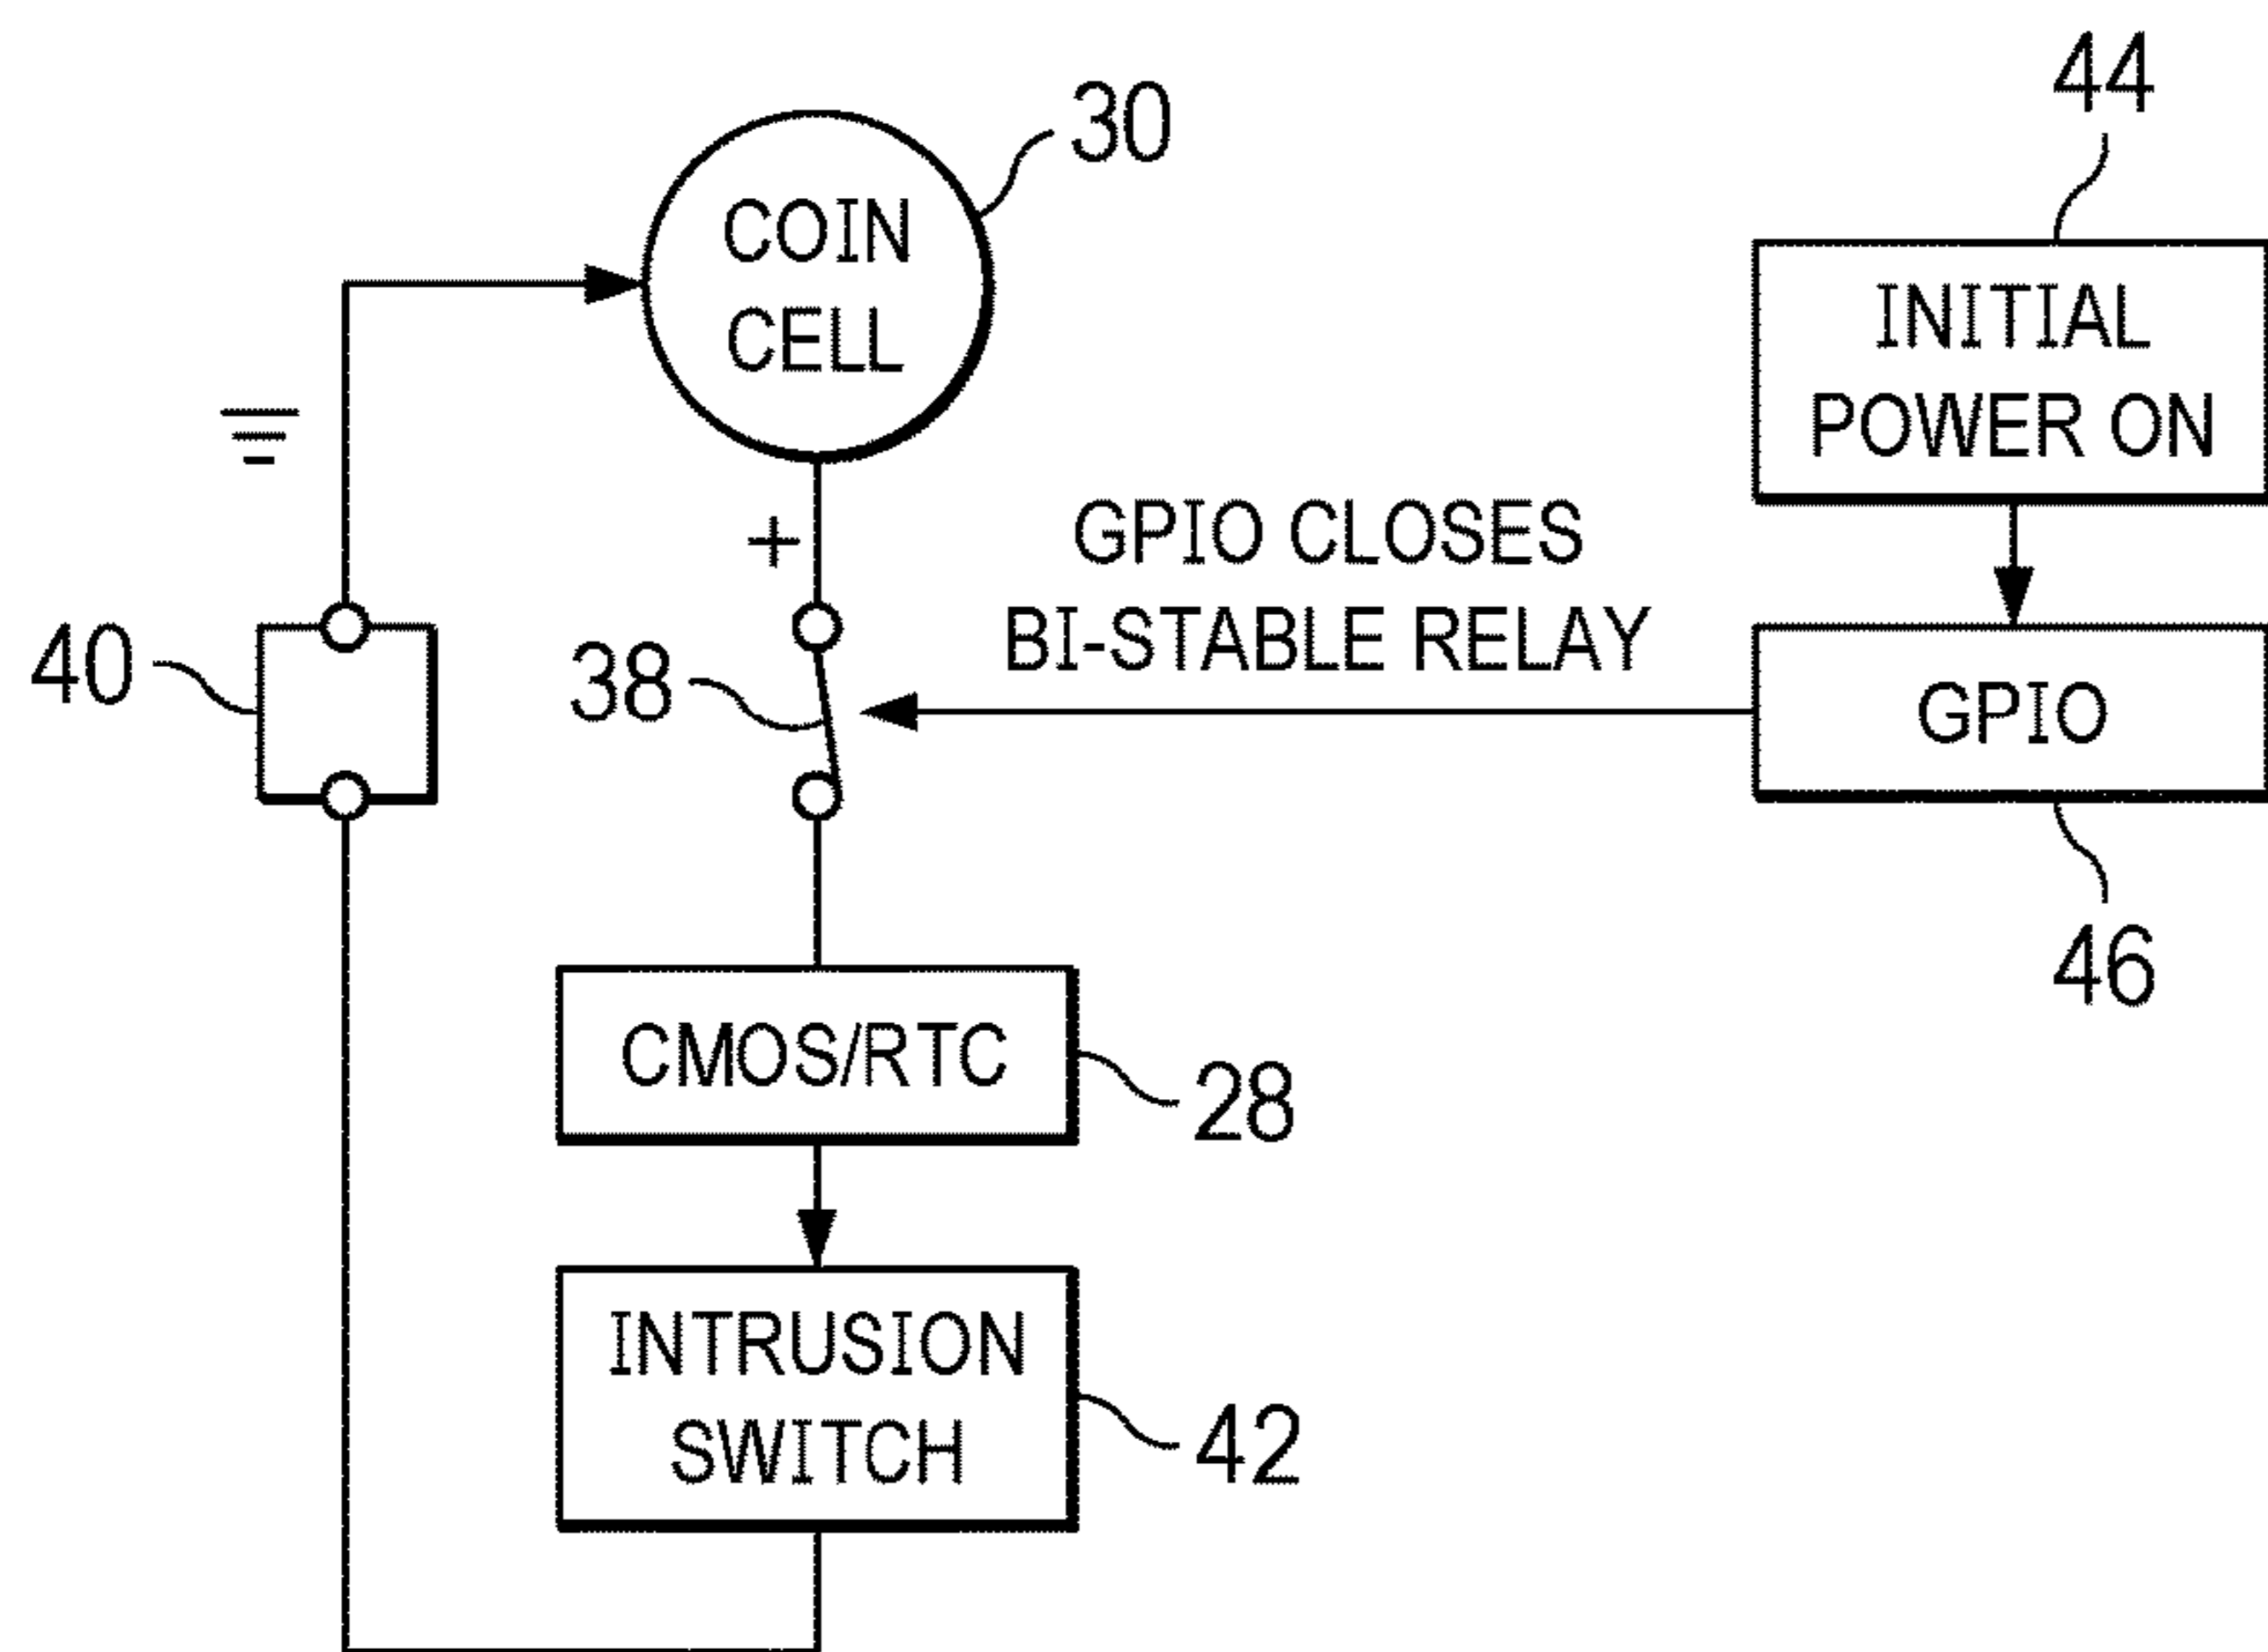 30
44
COIN
CELL
INITIAL
POWER ON
+
GPIO CLOSES
BI-STABLE RELAY
40
38
GPIO
46
CMOS/RTC
28
INTRUSION
SWITCH
42